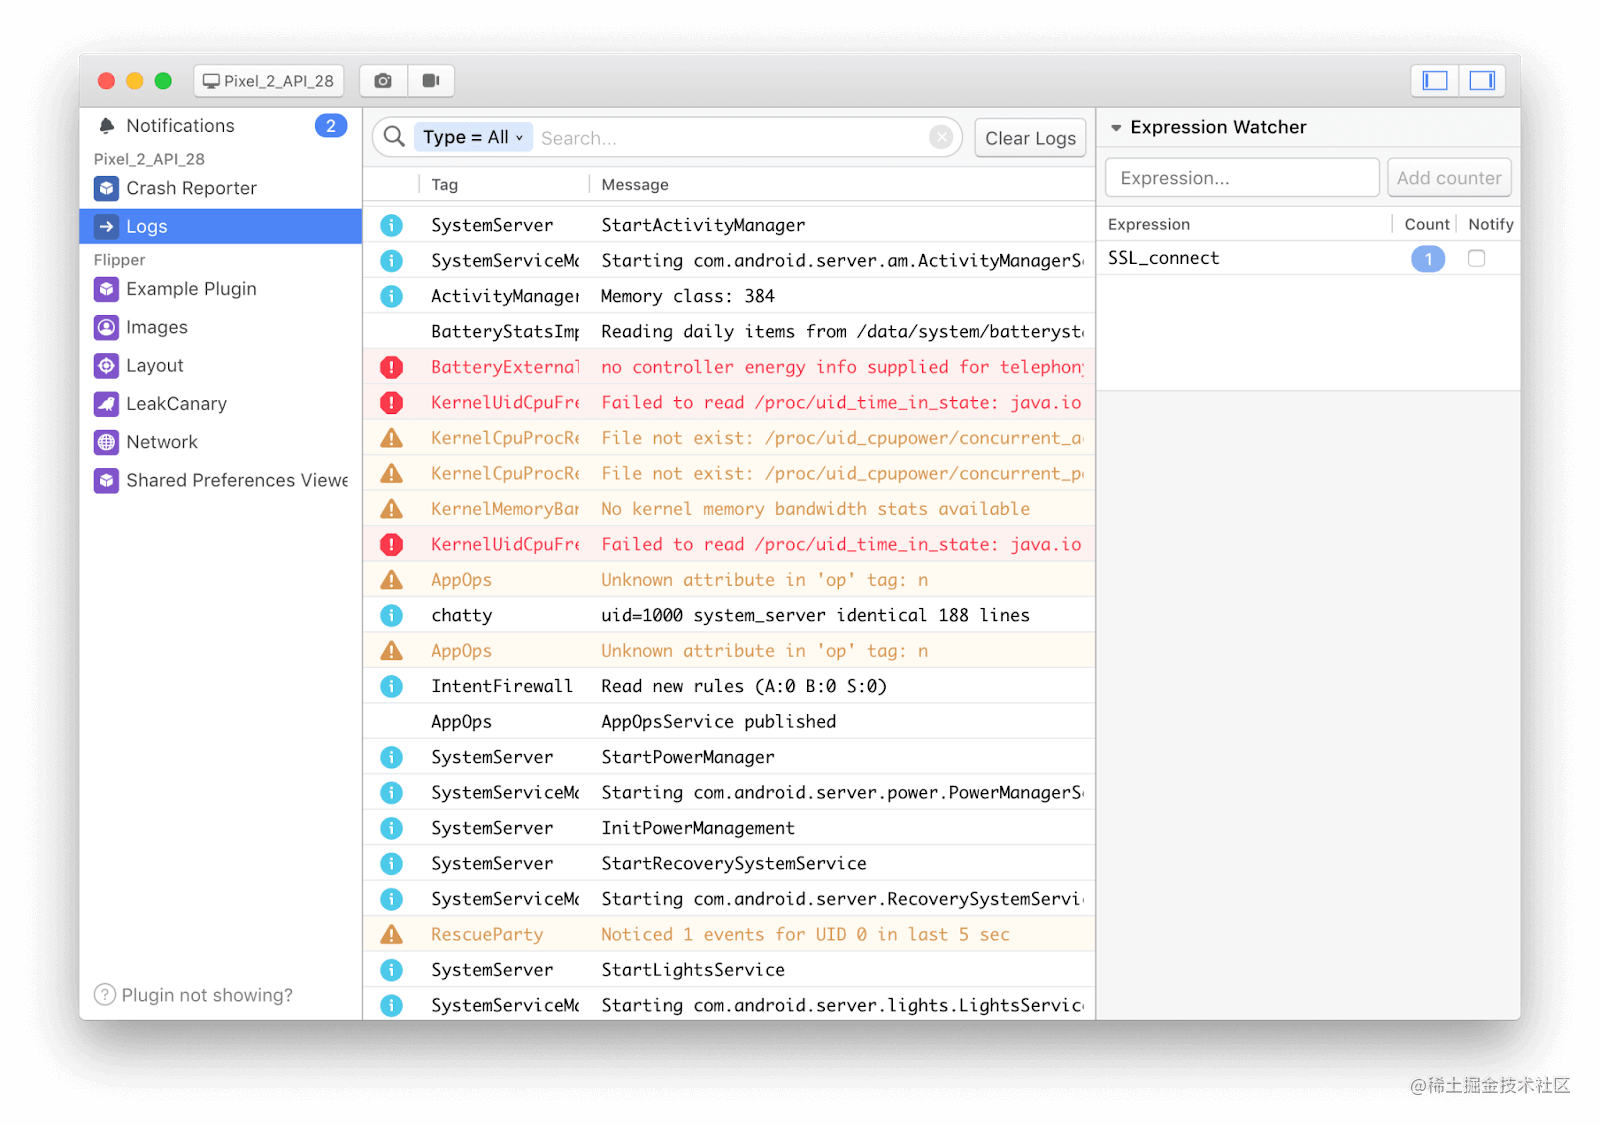 Pixel_2_API_28
Notifications 2
Pixel_2_API_28
Crash Reporter
Logs
Flipper
Example Plugin
Images
Layout
LeakCanary
Network
Shared Preferences Viewe
Plugin not showing?
Type = All Search... Clear Logs
Tag Message
SystemServer StartActivityManager
SystemServiceMa Starting com.android.server.am.ActivityManagerSe
ActivityManager Memory class: 384
BatteryStatsImp Reading daily items from /data/system/batterysta
BatteryExternal no controller energy info supplied for telephony
KernelUidCpuFre Failed to read /proc/uid_time_in_state: java.io
KernelCpuProcRe File not exist: /proc/uid_cpupower/concurrent_ac
KernelCpuProcRe File not exist: /proc/uid_cpupower/concurrent_po
KernelMemoryBan No kernel memory bandwidth stats available
KernelUidCpuFre Failed to read /proc/uid_time_in_state: java.io
AppOps Unknown attribute in 'op' tag: n
chatty uid=1000 system_server identical 188 lines
AppOps Unknown attribute in 'op' tag: n
IntentFirewall Read new rules (A:0 B:0 S:0)
AppOps AppOpsService published
SystemServer StartPowerManager
SystemServiceMa Starting com.android.server.power.PowerManagerSe
SystemServer InitPowerManagement
SystemServer StartRecoverySystemService
SystemServiceMa Starting com.android.server.RecoverySystemServi
RescueParty Noticed 1 events for UID 0 in last 5 sec
SystemServer StartLightsService
SystemServiceMa Starting com.android.server.lights.LightsService
Expression Watcher
Expression... Add counter
Expression Count Notify
SSL_connect 1
@稀土掘金技术社区